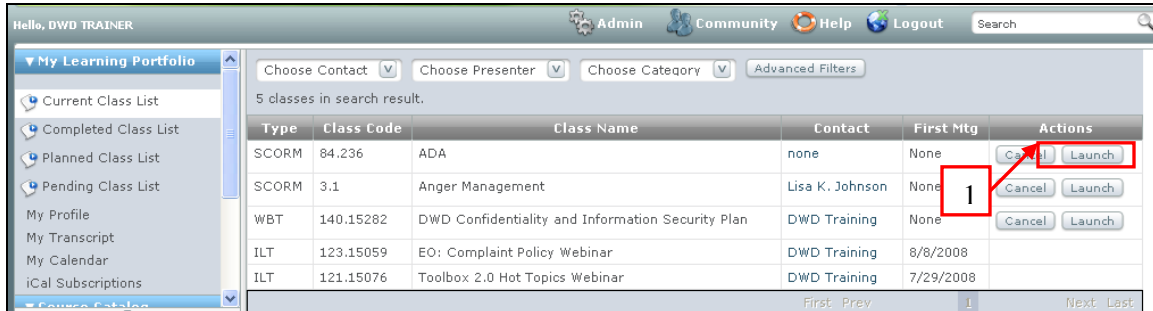 Hello, DWD TRAINER Admin Community Help Logout Search
▼ My Learning Portfolio
Current Class List
Completed Class List
Planned Class List
Pending Class List
My Profile
My Transcript
My Calendar
iCal Subscriptions
▼ Course Catalog
Choose Contact Choose Presenter Choose Category Advanced Filters
5 classes in search result.
Type Class Code Class Name Contact First Mtg Actions
SCORM 84.236 ADA none None Cancel Launch
SCORM 3.1 Anger Management Lisa K. Johnson None Cancel Launch
WBT 140.15282 DWD Confidentiality and Information Security Plan DWD Training None Cancel Launch
ILT 123.15059 EO: Complaint Policy Webinar DWD Training 8/8/2008
ILT 121.15076 Toolbox 2.0 Hot Topics Webinar DWD Training 7/29/2008
First Prev 1 Next Last
1